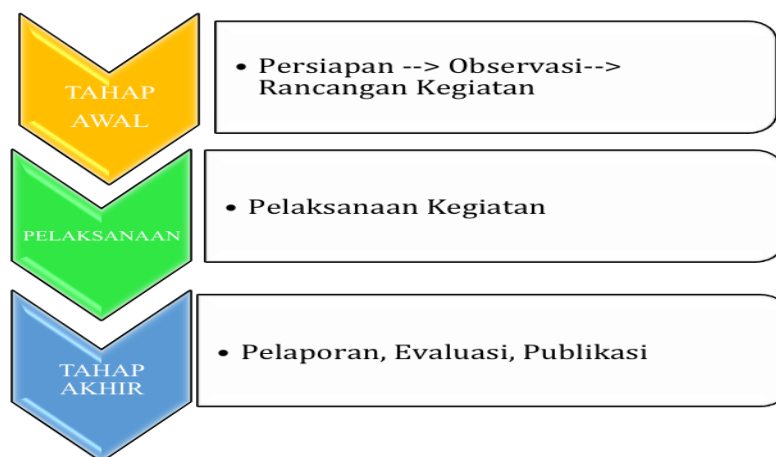 TAHAP
AWAL
• Persiapan --> Observasi-->
Rancangan Kegiatan
PELAKSANAAN
• Pelaksanaan Kegiatan
TAHAP
AKHIR
• Pelaporan, Evaluasi, Publikasi